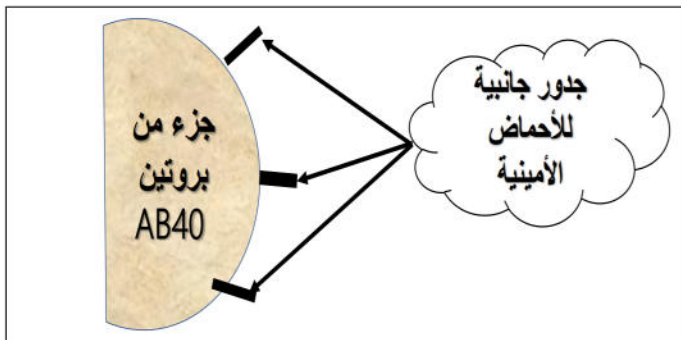 جدور جانبية
للأحماض
الأمينية
جزء من
بروتين
AB40